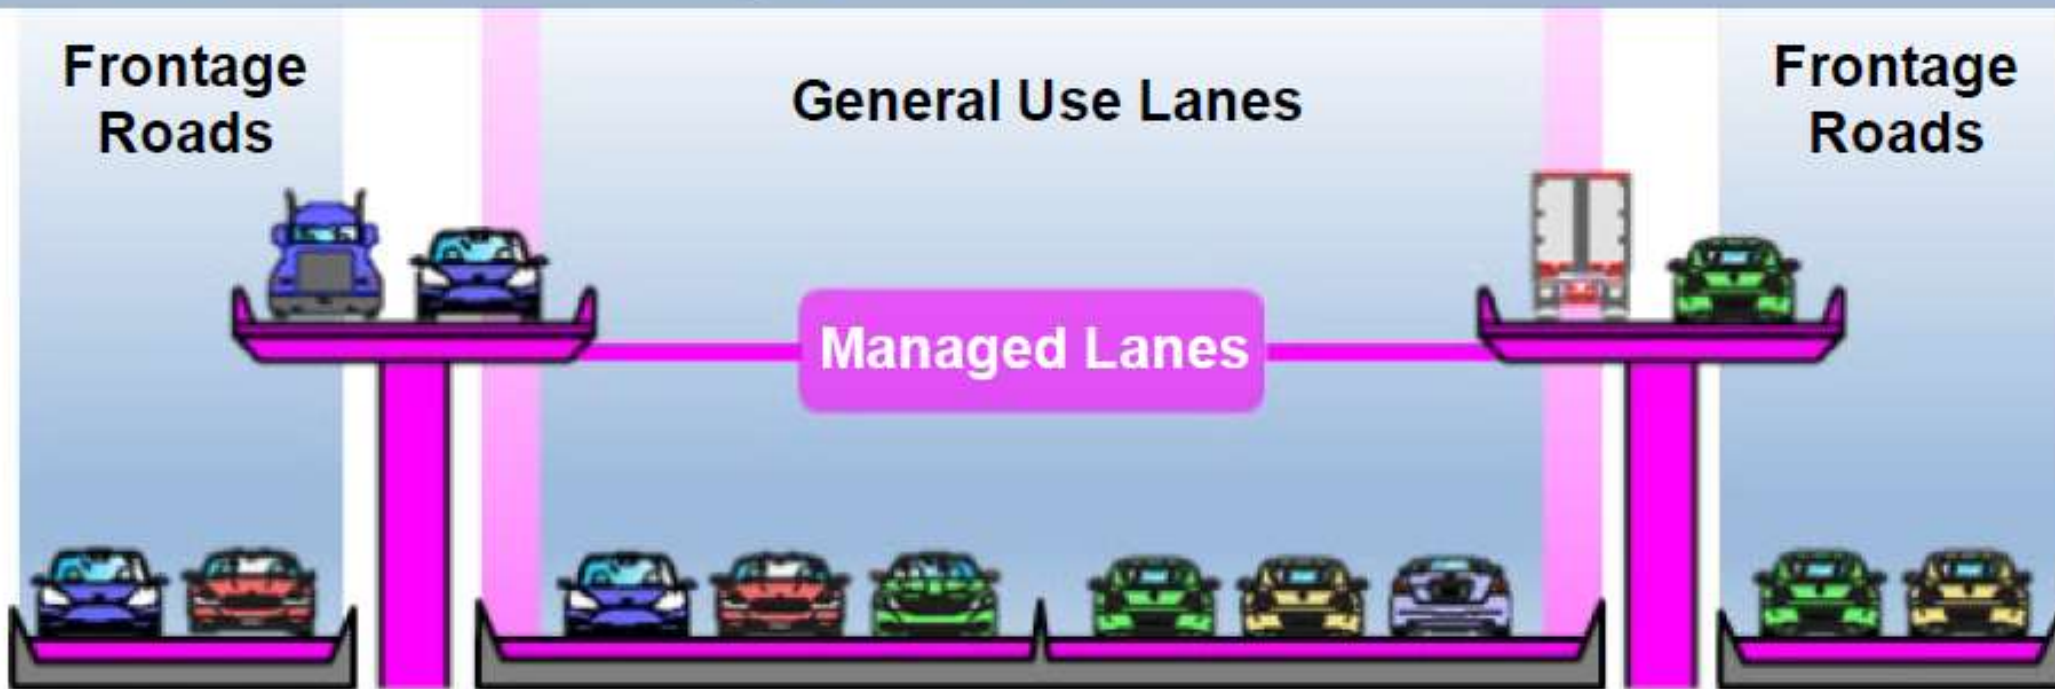 Frontage
Roads
General Use Lanes
Frontage
Roads
Managed Lanes